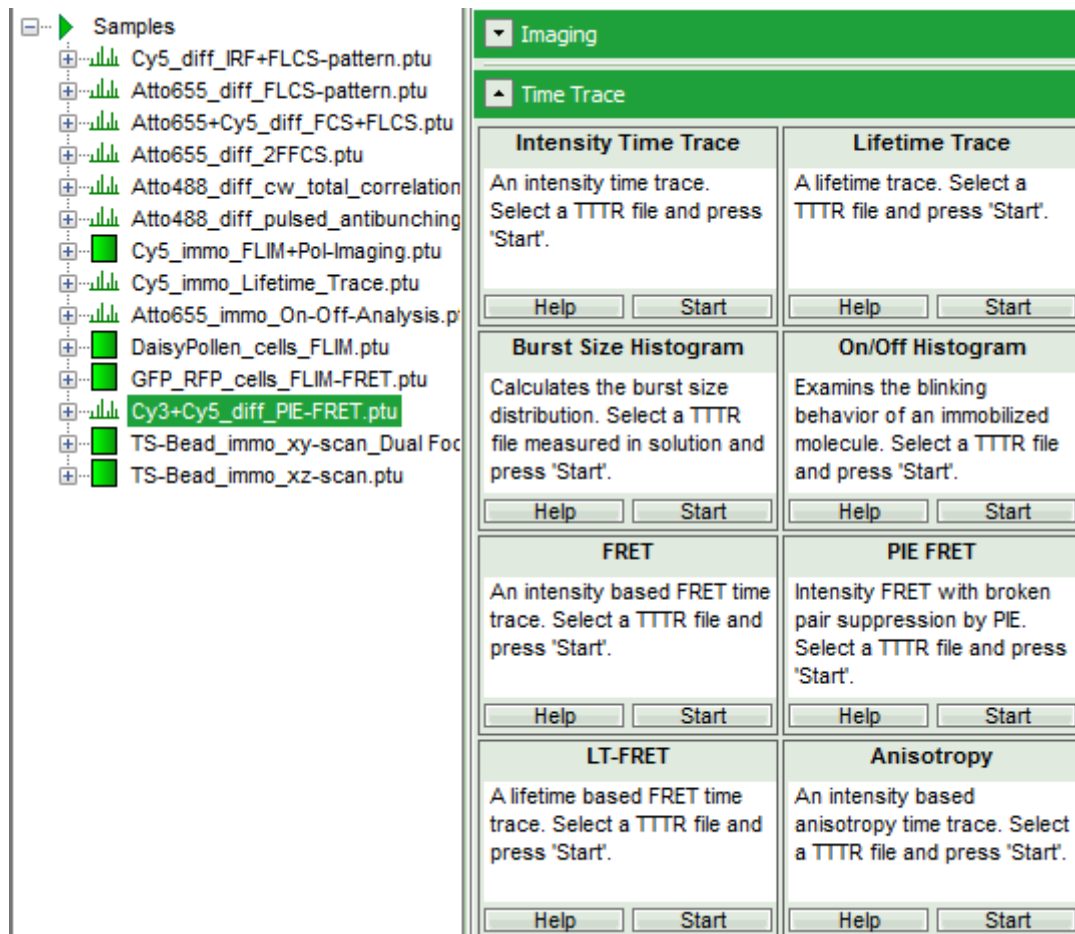 Samples
Cy5_diff_IRF+FLCS-pattern.ptu
Atto655_diff_FLCS-pattern.ptu
Atto655+Cy5_diff_FCS+FLCS.ptu
Atto655_diff_2FFCS.ptu
Atto488_diff_cw_total_correlation
Atto488_diff_pulsed_antibunching
Cy5_immo_FLIM+Pol-Imaging.ptu
Cy5_immo_Lifetime_Trace.ptu
Atto655_immo_On-Off-Analysis.pt
DaisyPollen_cells_FLIM.ptu
GFP_RFP_cells_FLIM-FRET.ptu
Cy3+Cy5_diff_PIE-FRET.ptu
TS-Bead_immo_xy-scan_Dual Foc
TS-Bead_immo_xz-scan.ptu
Imaging
Time Trace
Intensity Time Trace
An intensity time trace.
Select a TTTR file and press
'Start'.
Help Start
Lifetime Trace
A lifetime trace. Select a
TTTR file and press 'Start'.
Help Start
Burst Size Histogram
Calculates the burst size
distribution. Select a TTTR
file measured in solution and
press 'Start'.
Help Start
On/Off Histogram
Examins the blinking
behavior of an immobilized
molecule. Select a TTTR file
and press 'Start'.
Help Start
FRET
An intensity based FRET time
trace. Select a TTTR file and
press 'Start'.
Help Start
PIE FRET
Intensity FRET with broken
pair suppression by PIE.
Select a TTTR file and press
'Start'.
Help Start
LT-FRET
A lifetime based FRET time
trace. Select a TTTR file and
press 'Start'.
Help Start
Anisotropy
An intensity based
anisotropy time trace. Select
a TTTR file and press 'Start'.
Help Start